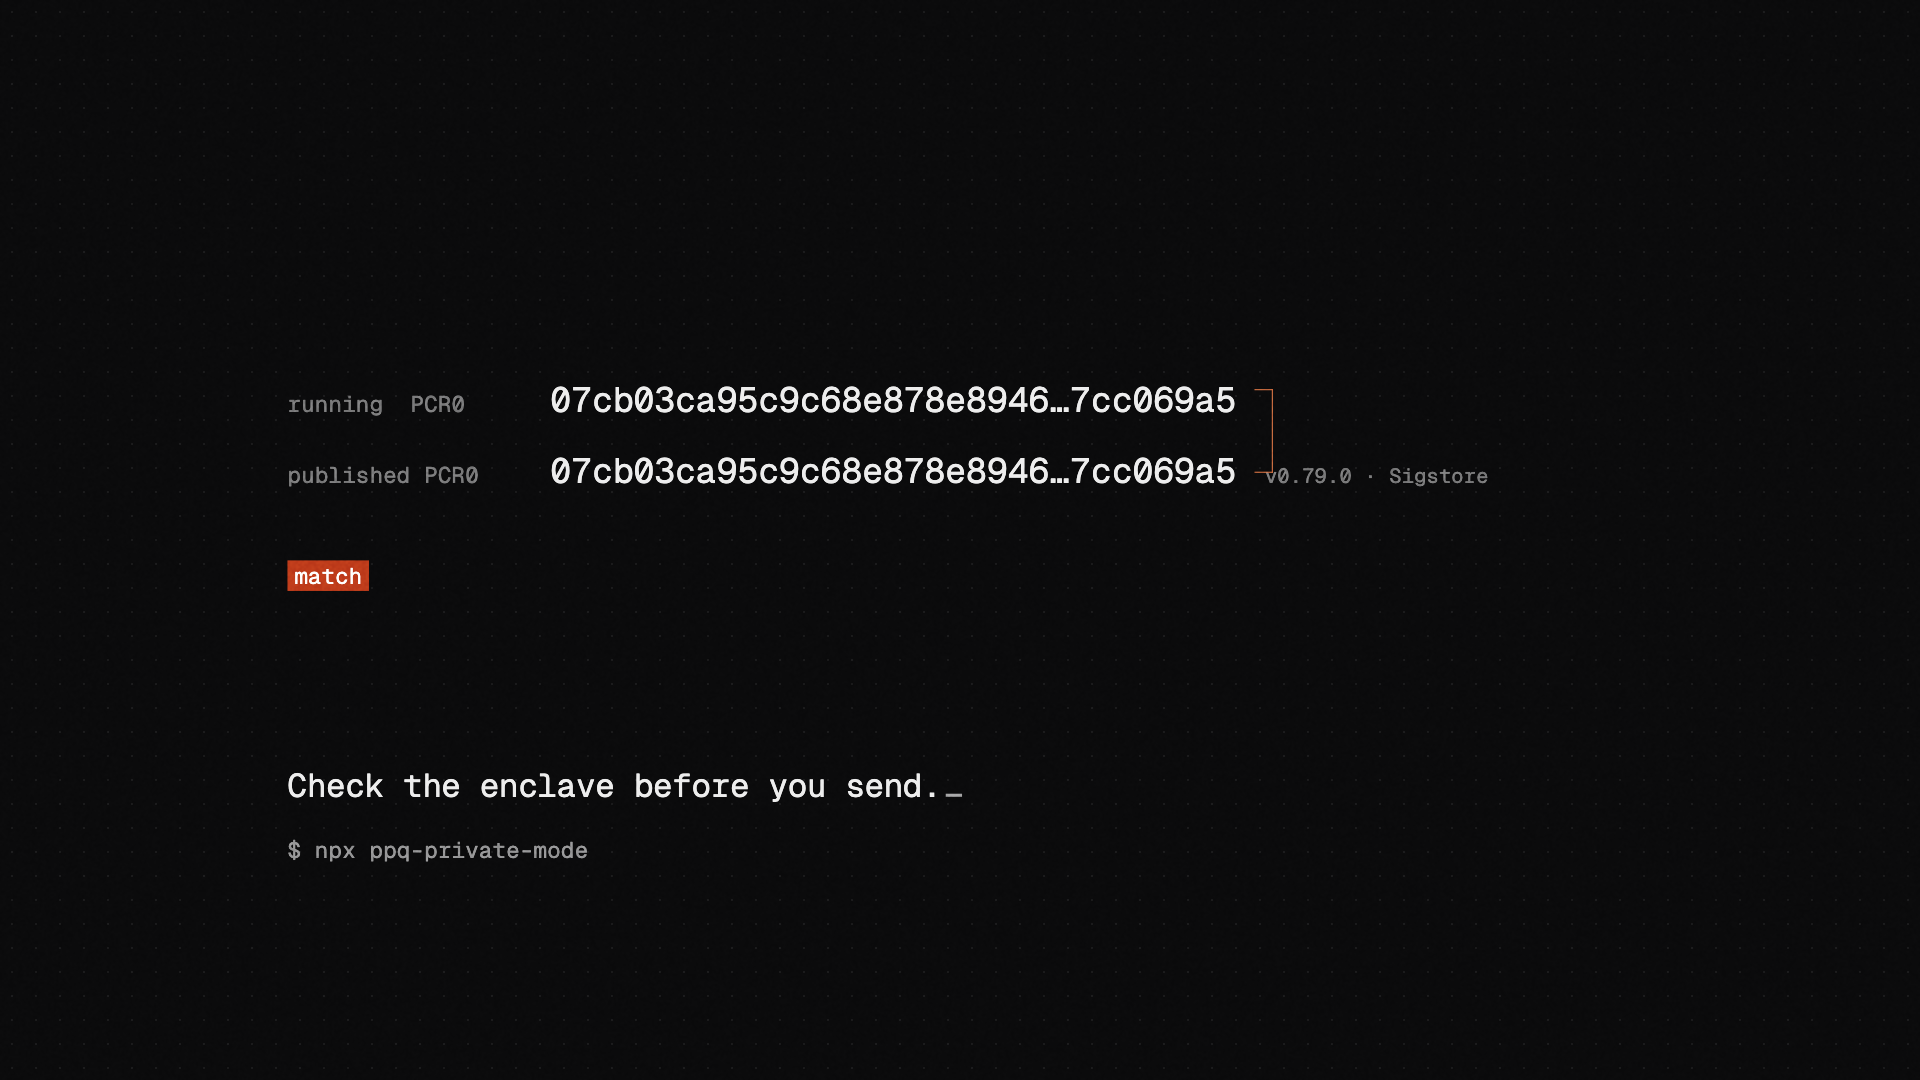 running  PCR0 07cb03ca95c9c68e878e8946…7cc069a5
published PCR0 07cb03ca95c9c68e878e8946…7cc069a5 v0.79.0 · Sigstore
match
Check the enclave before you send._
$ npx ppq-private-mode